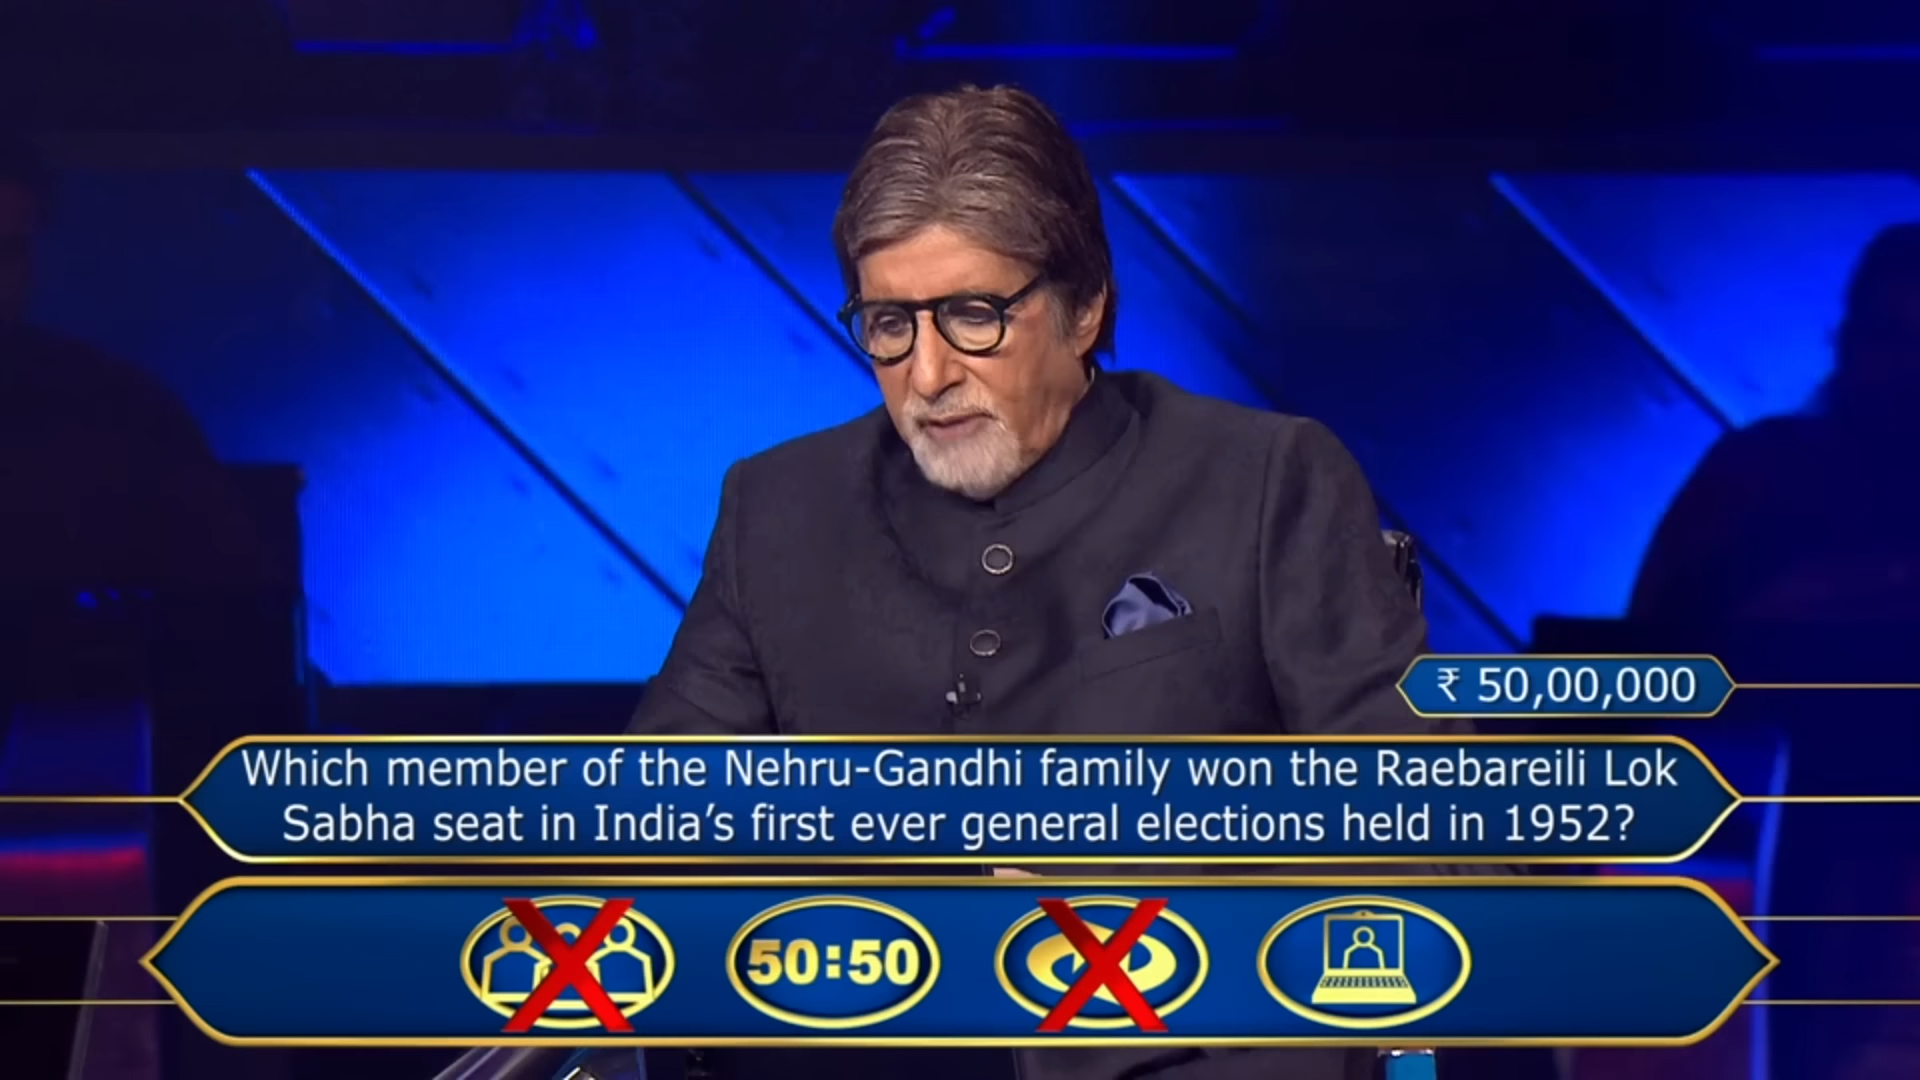 ₹ 50,00,000
Which member of the Nehru-Gandhi family won the Raebareili Lok
Sabha seat in India's first ever general elections held in 1952?
50:50